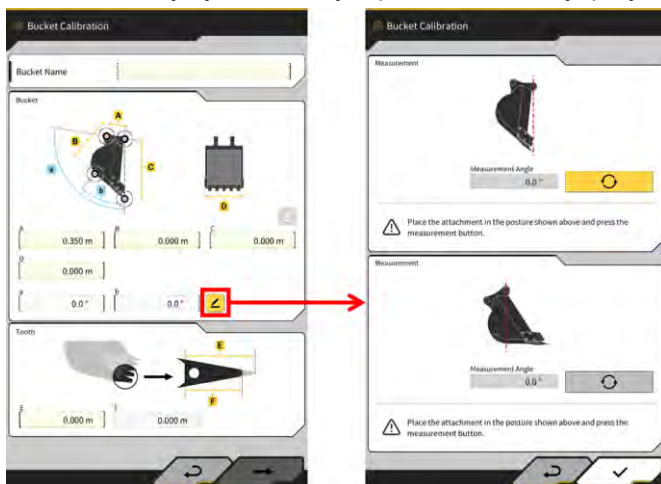 Bucket Calibration
Bucket Name
Bucket
A
B
C
a
b
D
A
0.350 m
B
0.000 m
C
0.000 m
D
0.000 m
a
0.0 °
b
0.0 °
Tooth
E
F
E
0.000 m
0.000 m
Bucket Calibration
Measurement
Measurement Angle
0.0 °
Place the attachment in the posture shown above and press the
measurement button.
Measurement
Measurement Angle
0.0 °
Place the attachment in the posture shown above and press the
measurement button.